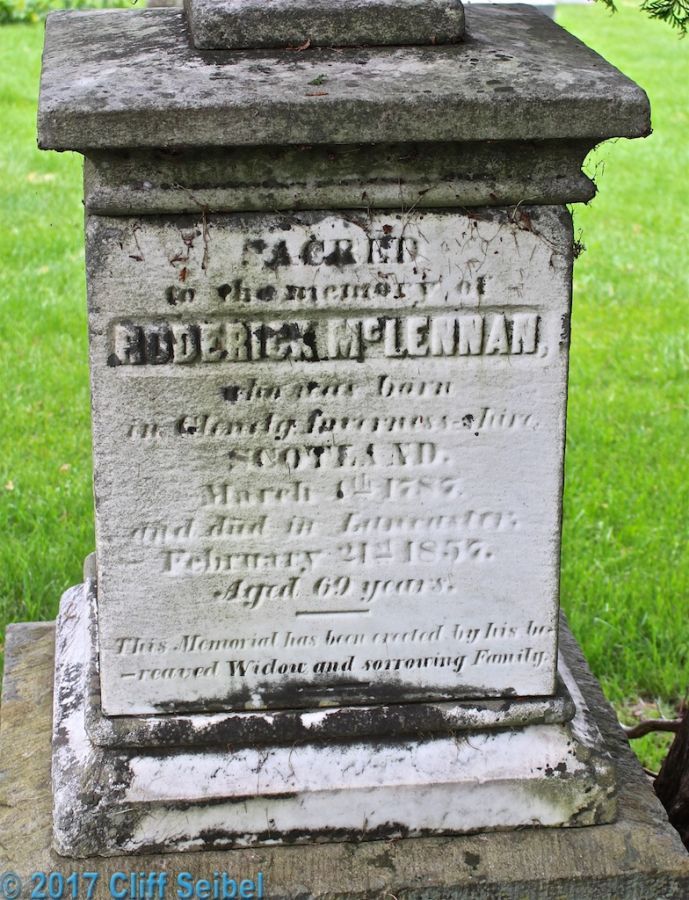 SACRED
to the memory of
RODERICK McLENNAN,
who was born
in Glenelg Inverness-shire,
SCOTLAND.
March 4th 1787.
and died in Lancaster,
February 21st 1857.
Aged 69 years.
This Memorial has been erected by his be-
-reaved Widow and sorrowing Family.
© 2017 Cliff Seibel